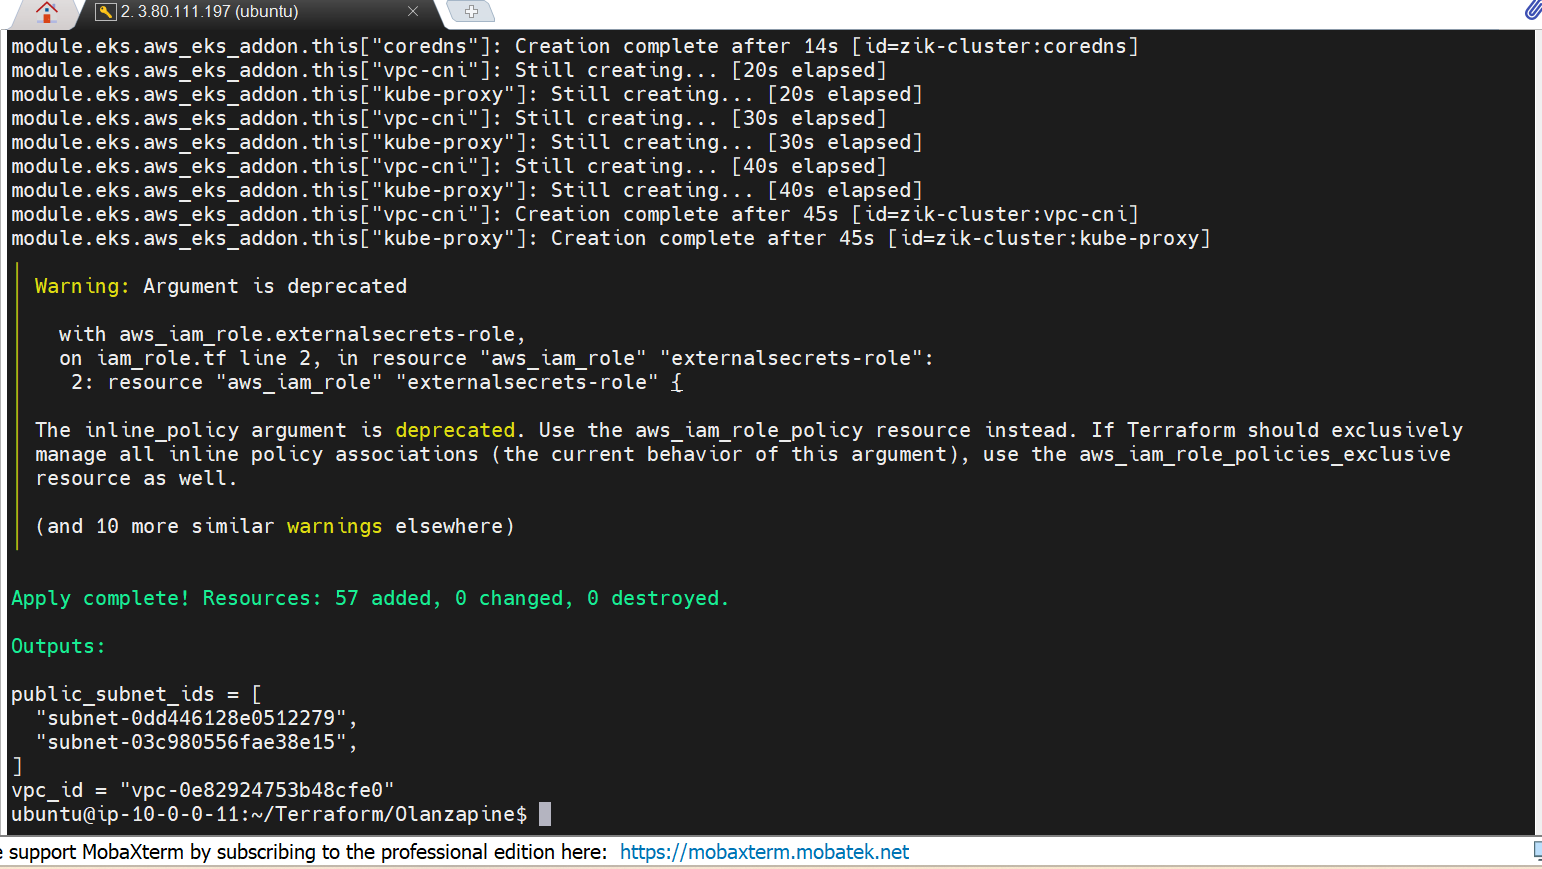 2. 3.80.111.197 (ubuntu)
module.eks.aws_eks_addon.this["coredns"]: Creation complete after 14s [id=zik-cluster:coredns]
module.eks.aws_eks_addon.this["vpc-cni"]: Still creating... [20s elapsed]
module.eks.aws_eks_addon.this["kube-proxy"]: Still creating... [20s elapsed]
module.eks.aws_eks_addon.this["vpc-cni"]: Still creating... [30s elapsed]
module.eks.aws_eks_addon.this["kube-proxy"]: Still creating... [30s elapsed]
module.eks.aws_eks_addon.this["vpc-cni"]: Still creating... [40s elapsed]
module.eks.aws_eks_addon.this["kube-proxy"]: Still creating... [40s elapsed]
module.eks.aws_eks_addon.this["vpc-cni"]: Creation complete after 45s [id=zik-cluster:vpc-cni]
module.eks.aws_eks_addon.this["kube-proxy"]: Creation complete after 45s [id=zik-cluster:kube-proxy]
Warning: Argument is deprecated
with aws_iam_role.externalsecrets-role,
on iam_role.tf line 2, in resource "aws_iam_role" "externalsecrets-role":
2: resource "aws_iam_role" "externalsecrets-role" {
The inline_policy argument is deprecated. Use the aws_iam_role_policy resource instead. If Terraform should exclusively
manage all inline policy associations (the current behavior of this argument), use the aws_iam_role_policies_exclusive
resource as well.
(and 10 more similar warnings elsewhere)
Apply complete! Resources: 57 added, 0 changed, 0 destroyed.
Outputs:
public_subnet_ids = [
"subnet-0dd446128e0512279",
"subnet-03c980556fae38e15",
]
vpc_id = "vpc-0e82924753b48cfe0"
ubuntu@ip-10-0-0-11:~/Terraform/Olanzapine$
support MobaXterm by subscribing to the professional edition here: https://mobaxterm.mobatek.net